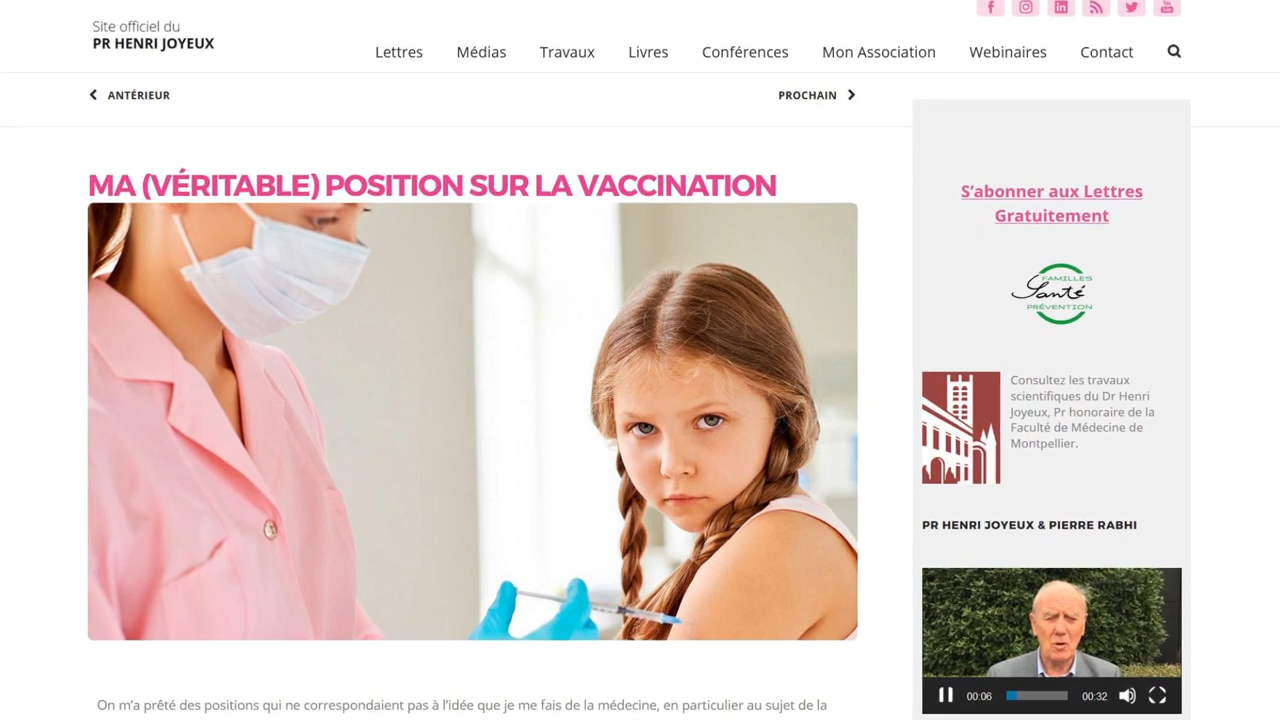 Site officiel du
PR HENRI JOYEUX
Lettres Médias Travaux Livres Conférences Mon Association Webinaires Contact
ANTÉRIEUR
PROCHAIN
MA (VÉRITABLE) POSITION SUR LA VACCINATION
On m’a prêté des positions qui ne correspondaient pas à l’idée que je me fais de la médecine, en particulier au sujet de la
S’abonner aux Lettres
Gratuitement
FAMILLES
Santé
PRÉVENTION
Consultez les travaux
scientifiques du Dr Henri
Joyeux, Pr honoraire de la
Faculté de Médecine de
Montpellier.
PR HENRI JOYEUX & PIERRE RABHI
00:06 00:32